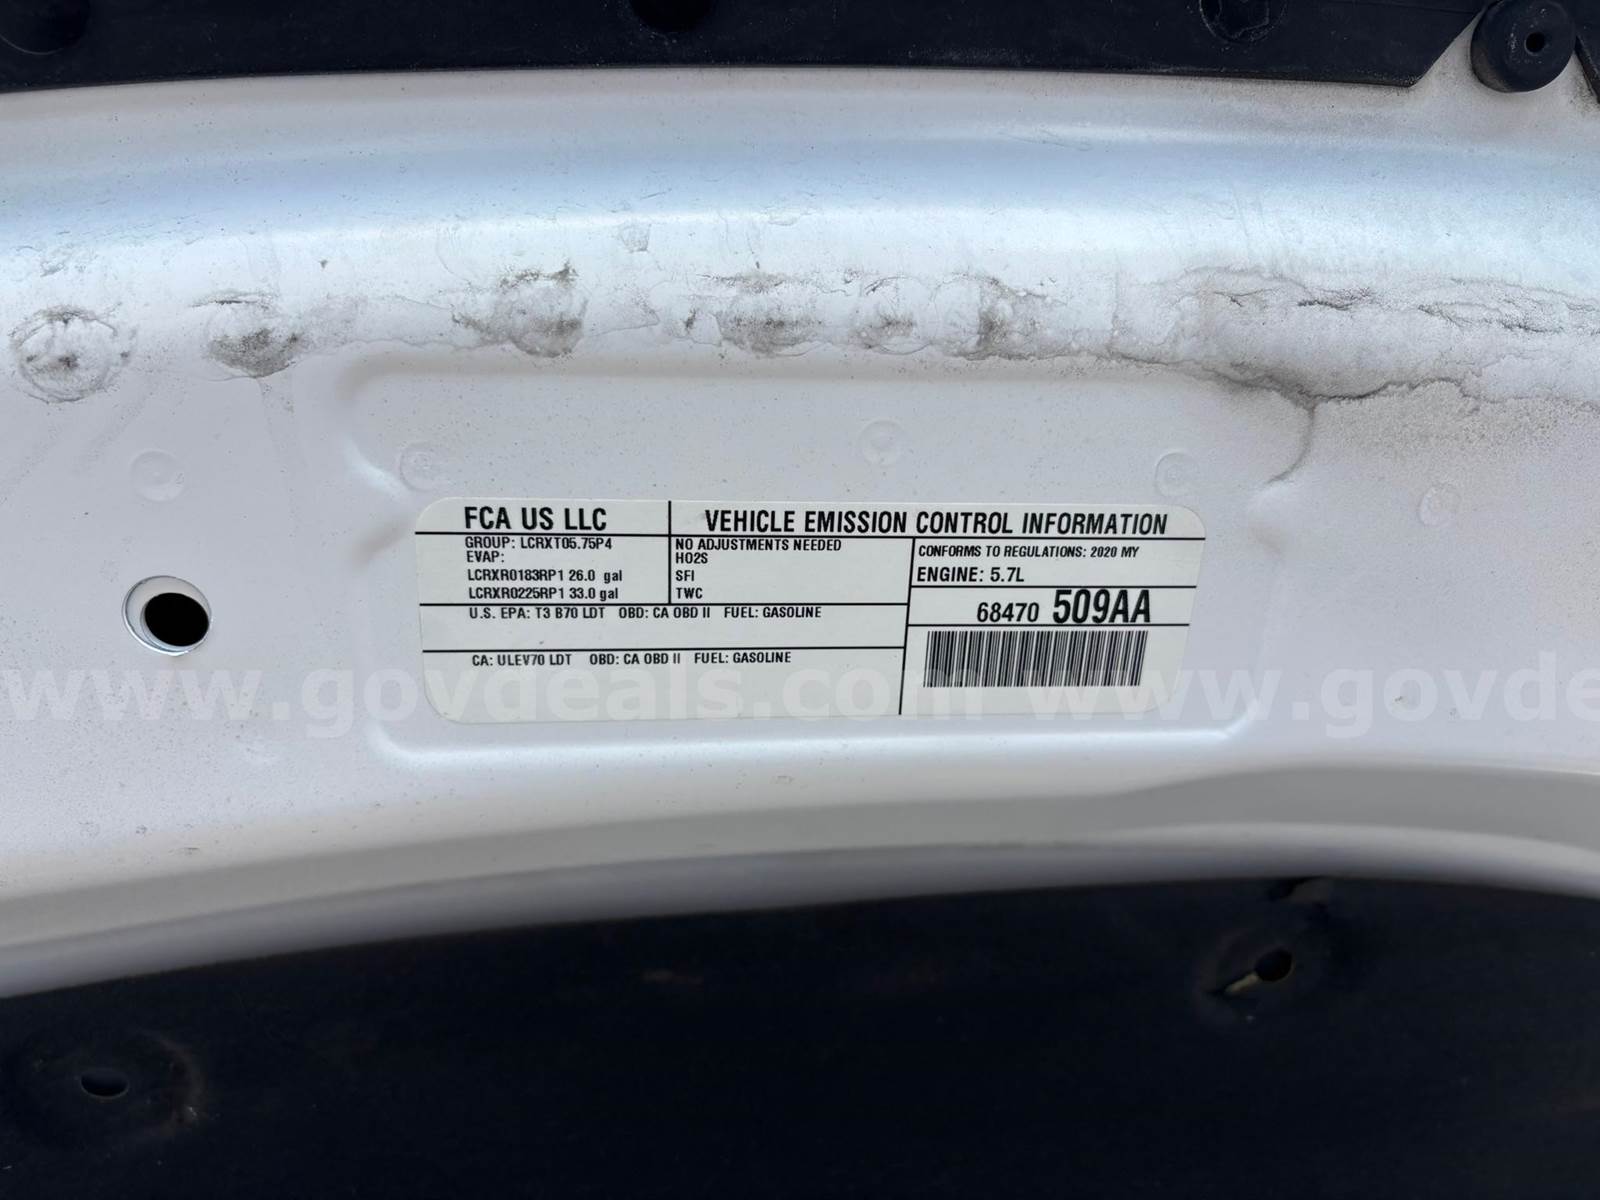 FCA US LLC
VEHICLE EMISSION CONTROL INFORMATION
GROUP: LCRXT05.75P4
EVAP:
LCRXR0183RP1 26.0 gal
LCRXR0225RP1 33.0 gal
NO ADJUSTMENTS NEEDED
HO2S
SFI
TWC
CONFORMS TO REGULATIONS: 2020 MY
ENGINE: 5.7L
68470 509AA
U.S. EPA: T3 B70 LDT OBD: CA OBD II FUEL: GASOLINE
CA: ULEV70 LDT OBD: CA OBD II FUEL: GASOLINE
www.govdeals.com www.govdeals